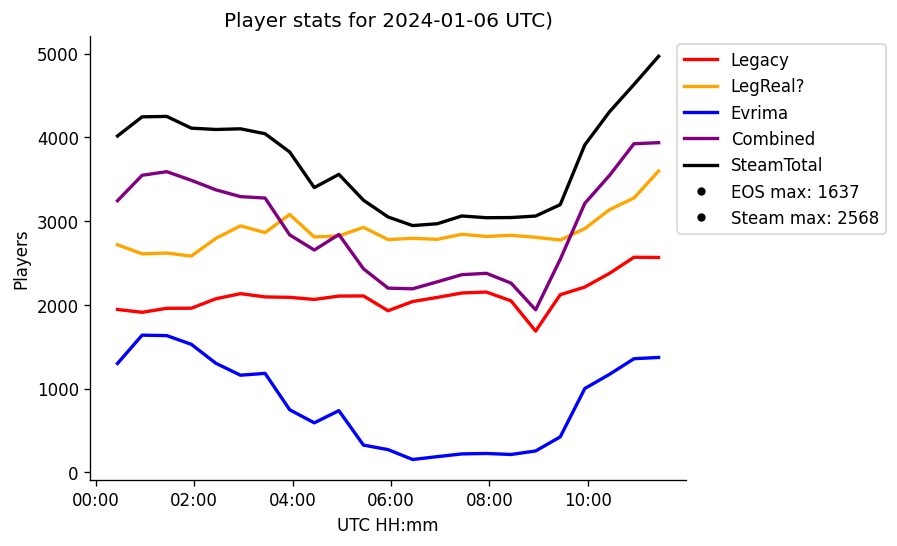 Player stats for 2024-01-06 UTC)
Legacy
LegReal?
Evrima
Combined
SteamTotal
EOS max: 1637
Steam max: 2568
Players
5000
4000
3000
2000
1000
0
00:00 02:00 04:00 06:00 08:00 10:00
UTC HH:mm